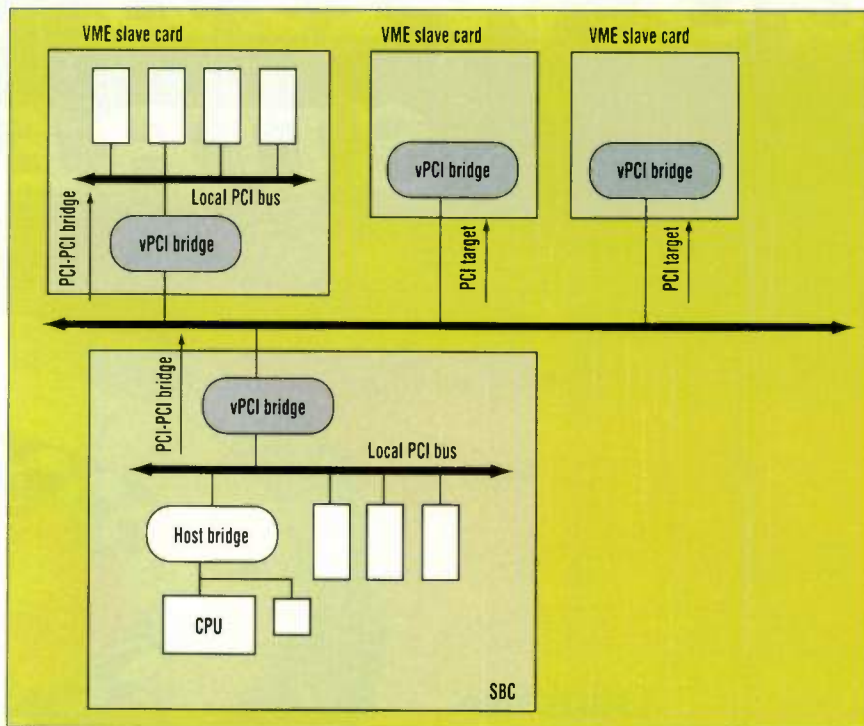 VME slave card
VME slave card
VME slave card
Local PCI bus
vPCI bridge
PCI-PCI bridge
vPCI bridge
PCI target
vPCI bridge
PCI target
PCI-PCI bridge
vPCI bridge
Local PCI bus
Host bridge
CPU
SBC